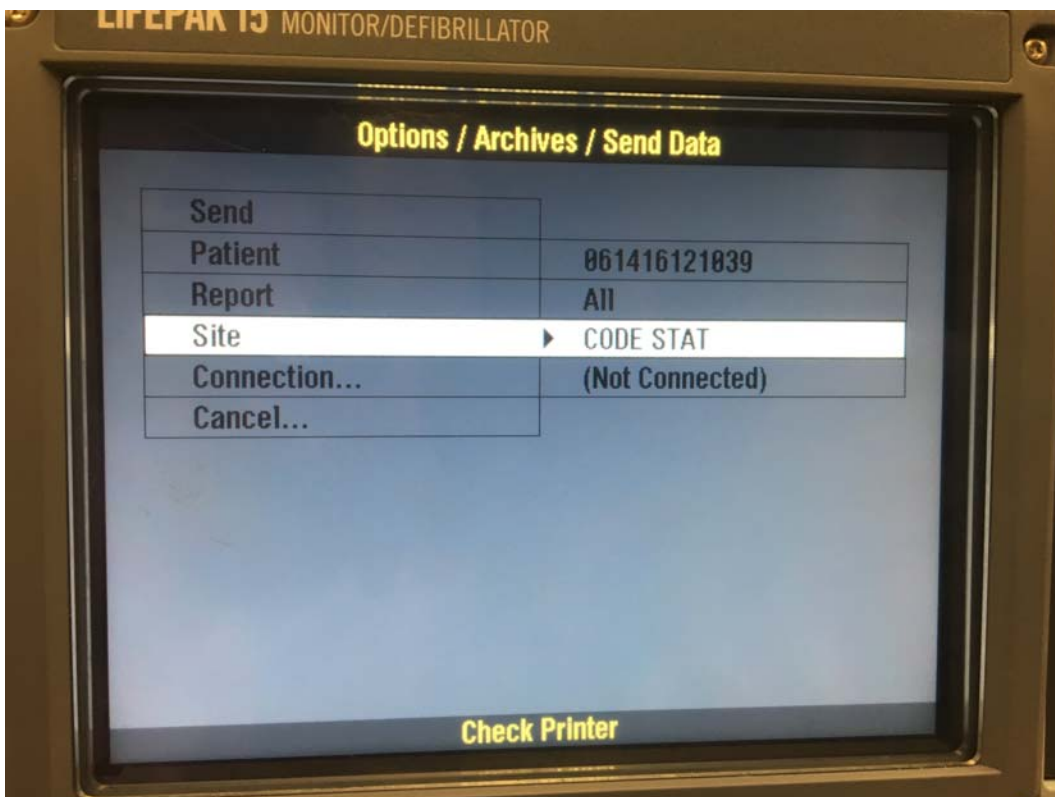 LIFEPAK 15 MONITOR/DEFIBRILLATOR
Options / Archives / Send Data
Send
Patient 061416121039
Report All
Site CODE STAT
Connection... (Not Connected)
Cancel...
Check Printer